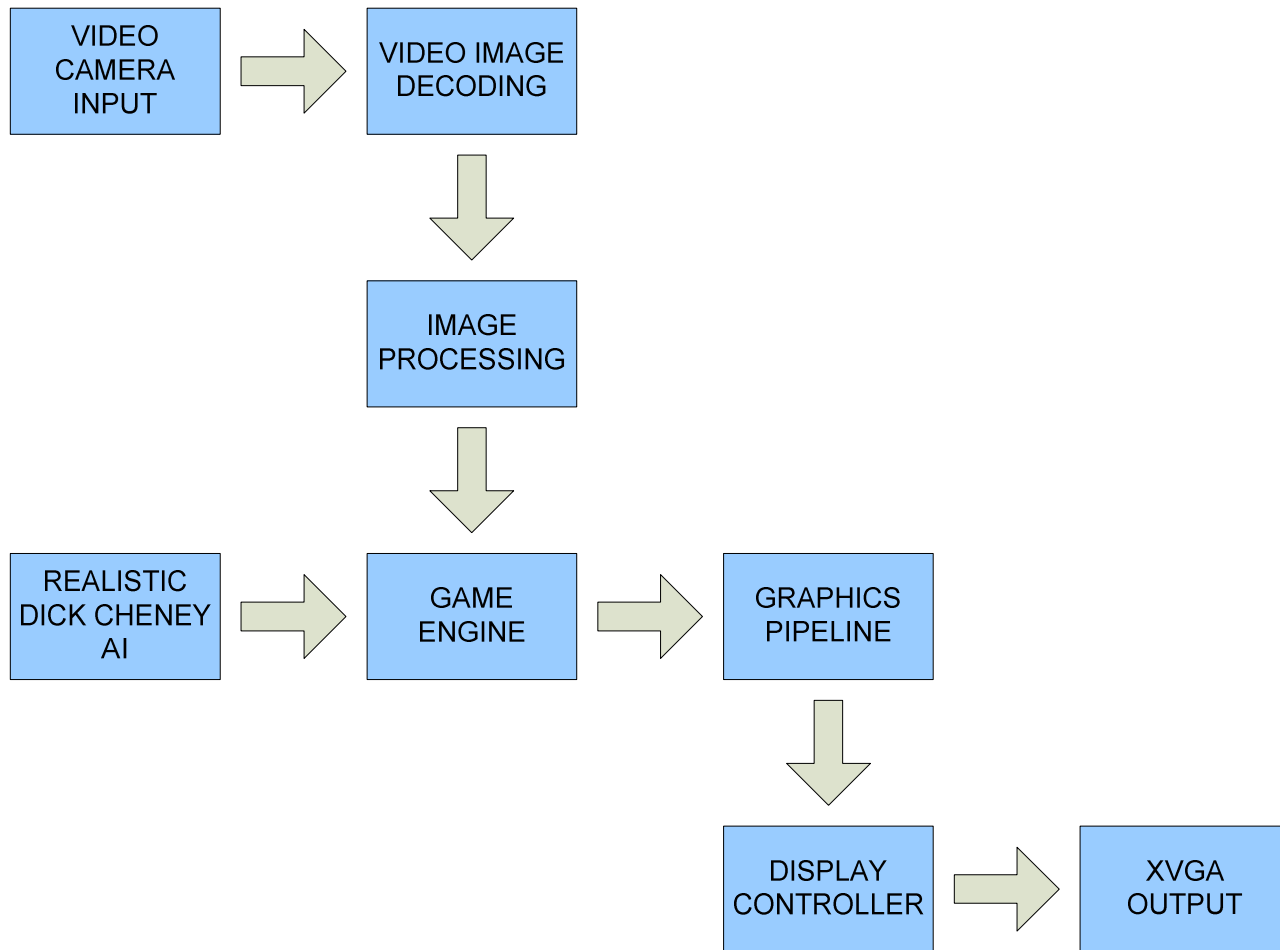 VIDEO
CAMERA
INPUT
VIDEO IMAGE
DECODING
IMAGE
PROCESSING
REALISTIC
DICK CHENEY
AI
GAME
ENGINE
GRAPHICS
PIPELINE
DISPLAY
CONTROLLER
XVGA
OUTPUT